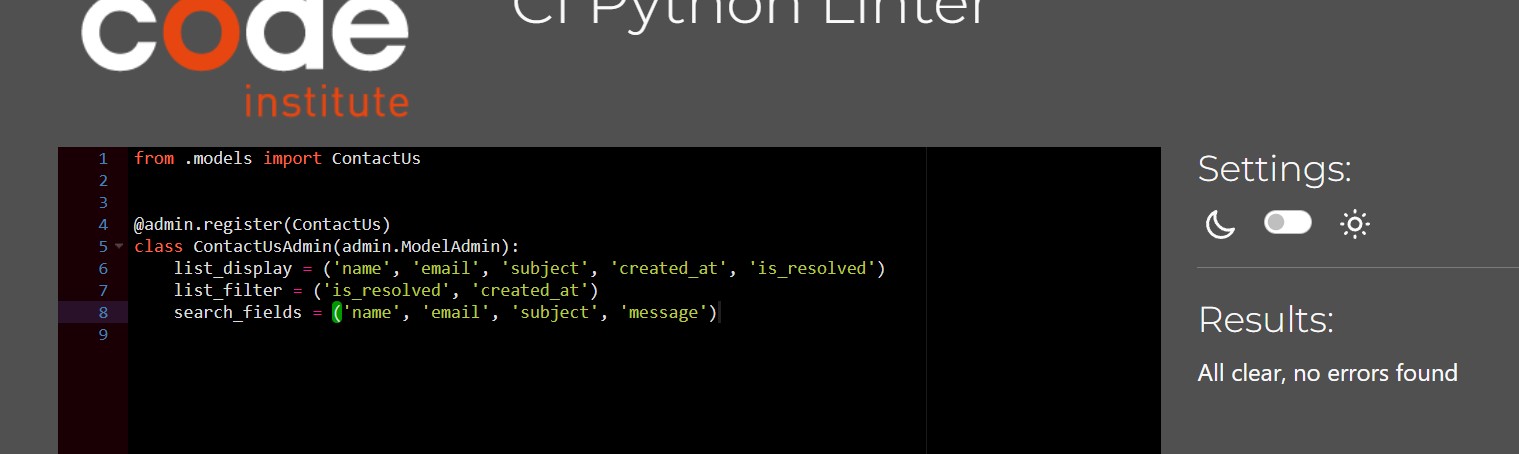 code
institute
CI Python Linter
1 from .models import ContactUs
2
3
4 @admin.register(ContactUs)
5 class ContactUsAdmin(admin.ModelAdmin):
6     list_display = ('name', 'email', 'subject', 'created_at', 'is_resolved')
7     list_filter = ('is_resolved', 'created_at')
8     search_fields = ('name', 'email', 'subject', 'message')
9
Settings:
Results:
All clear, no errors found